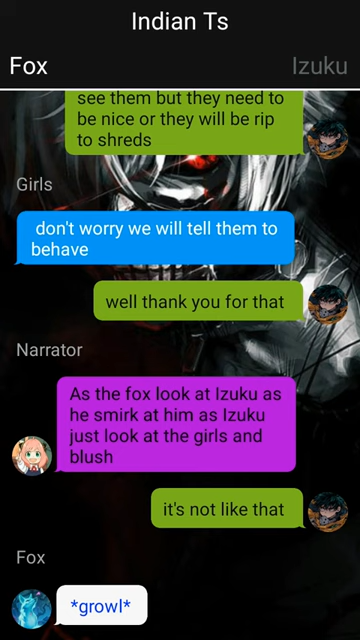 Indian Ts
Fox
Izuku
see them but they need to
be nice or they will be rip
to shreds
Girls
don't worry we will tell them to
behave
well thank you for that
Narrator
As the fox look at Izuku as
he smirk at him as Izuku
just look at the girls and
blush
it's not like that
Fox
*growl*